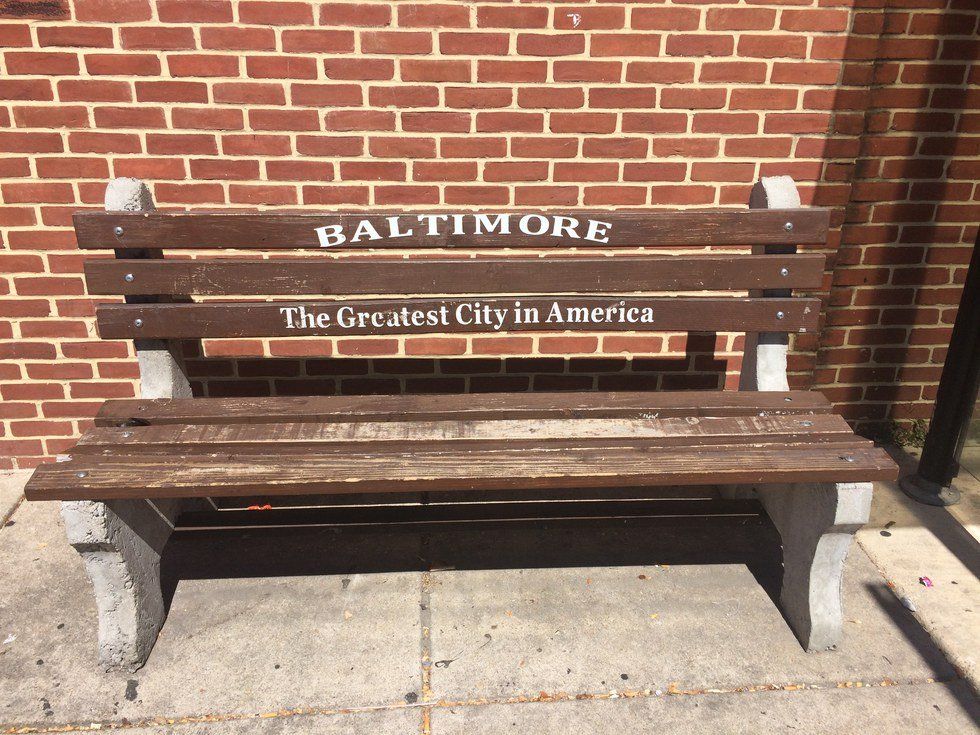 BALTIMORE
The Greatest City in America